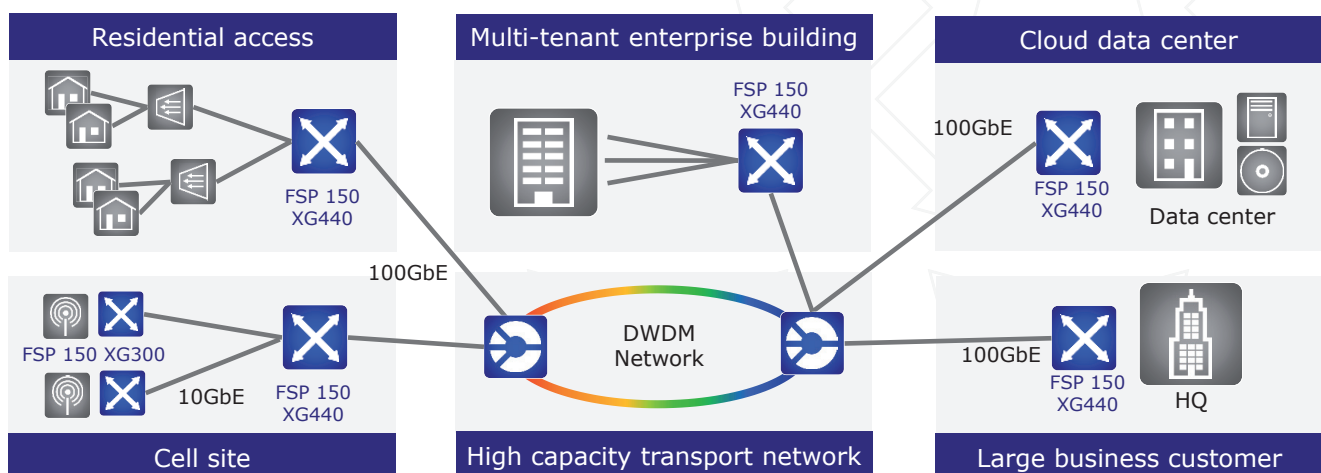 Residential access
FSP 150
XG440
100GbE
Multi-tenant enterprise building
FSP 150
XG440
Cloud data center
100GbE
FSP 150
XG440
Data center
FSP 150 XG300
10GbE
FSP 150
XG440
Cell site
DWDM
Network
High capacity transport network
100GbE
FSP 150
XG440
HQ
Large business customer